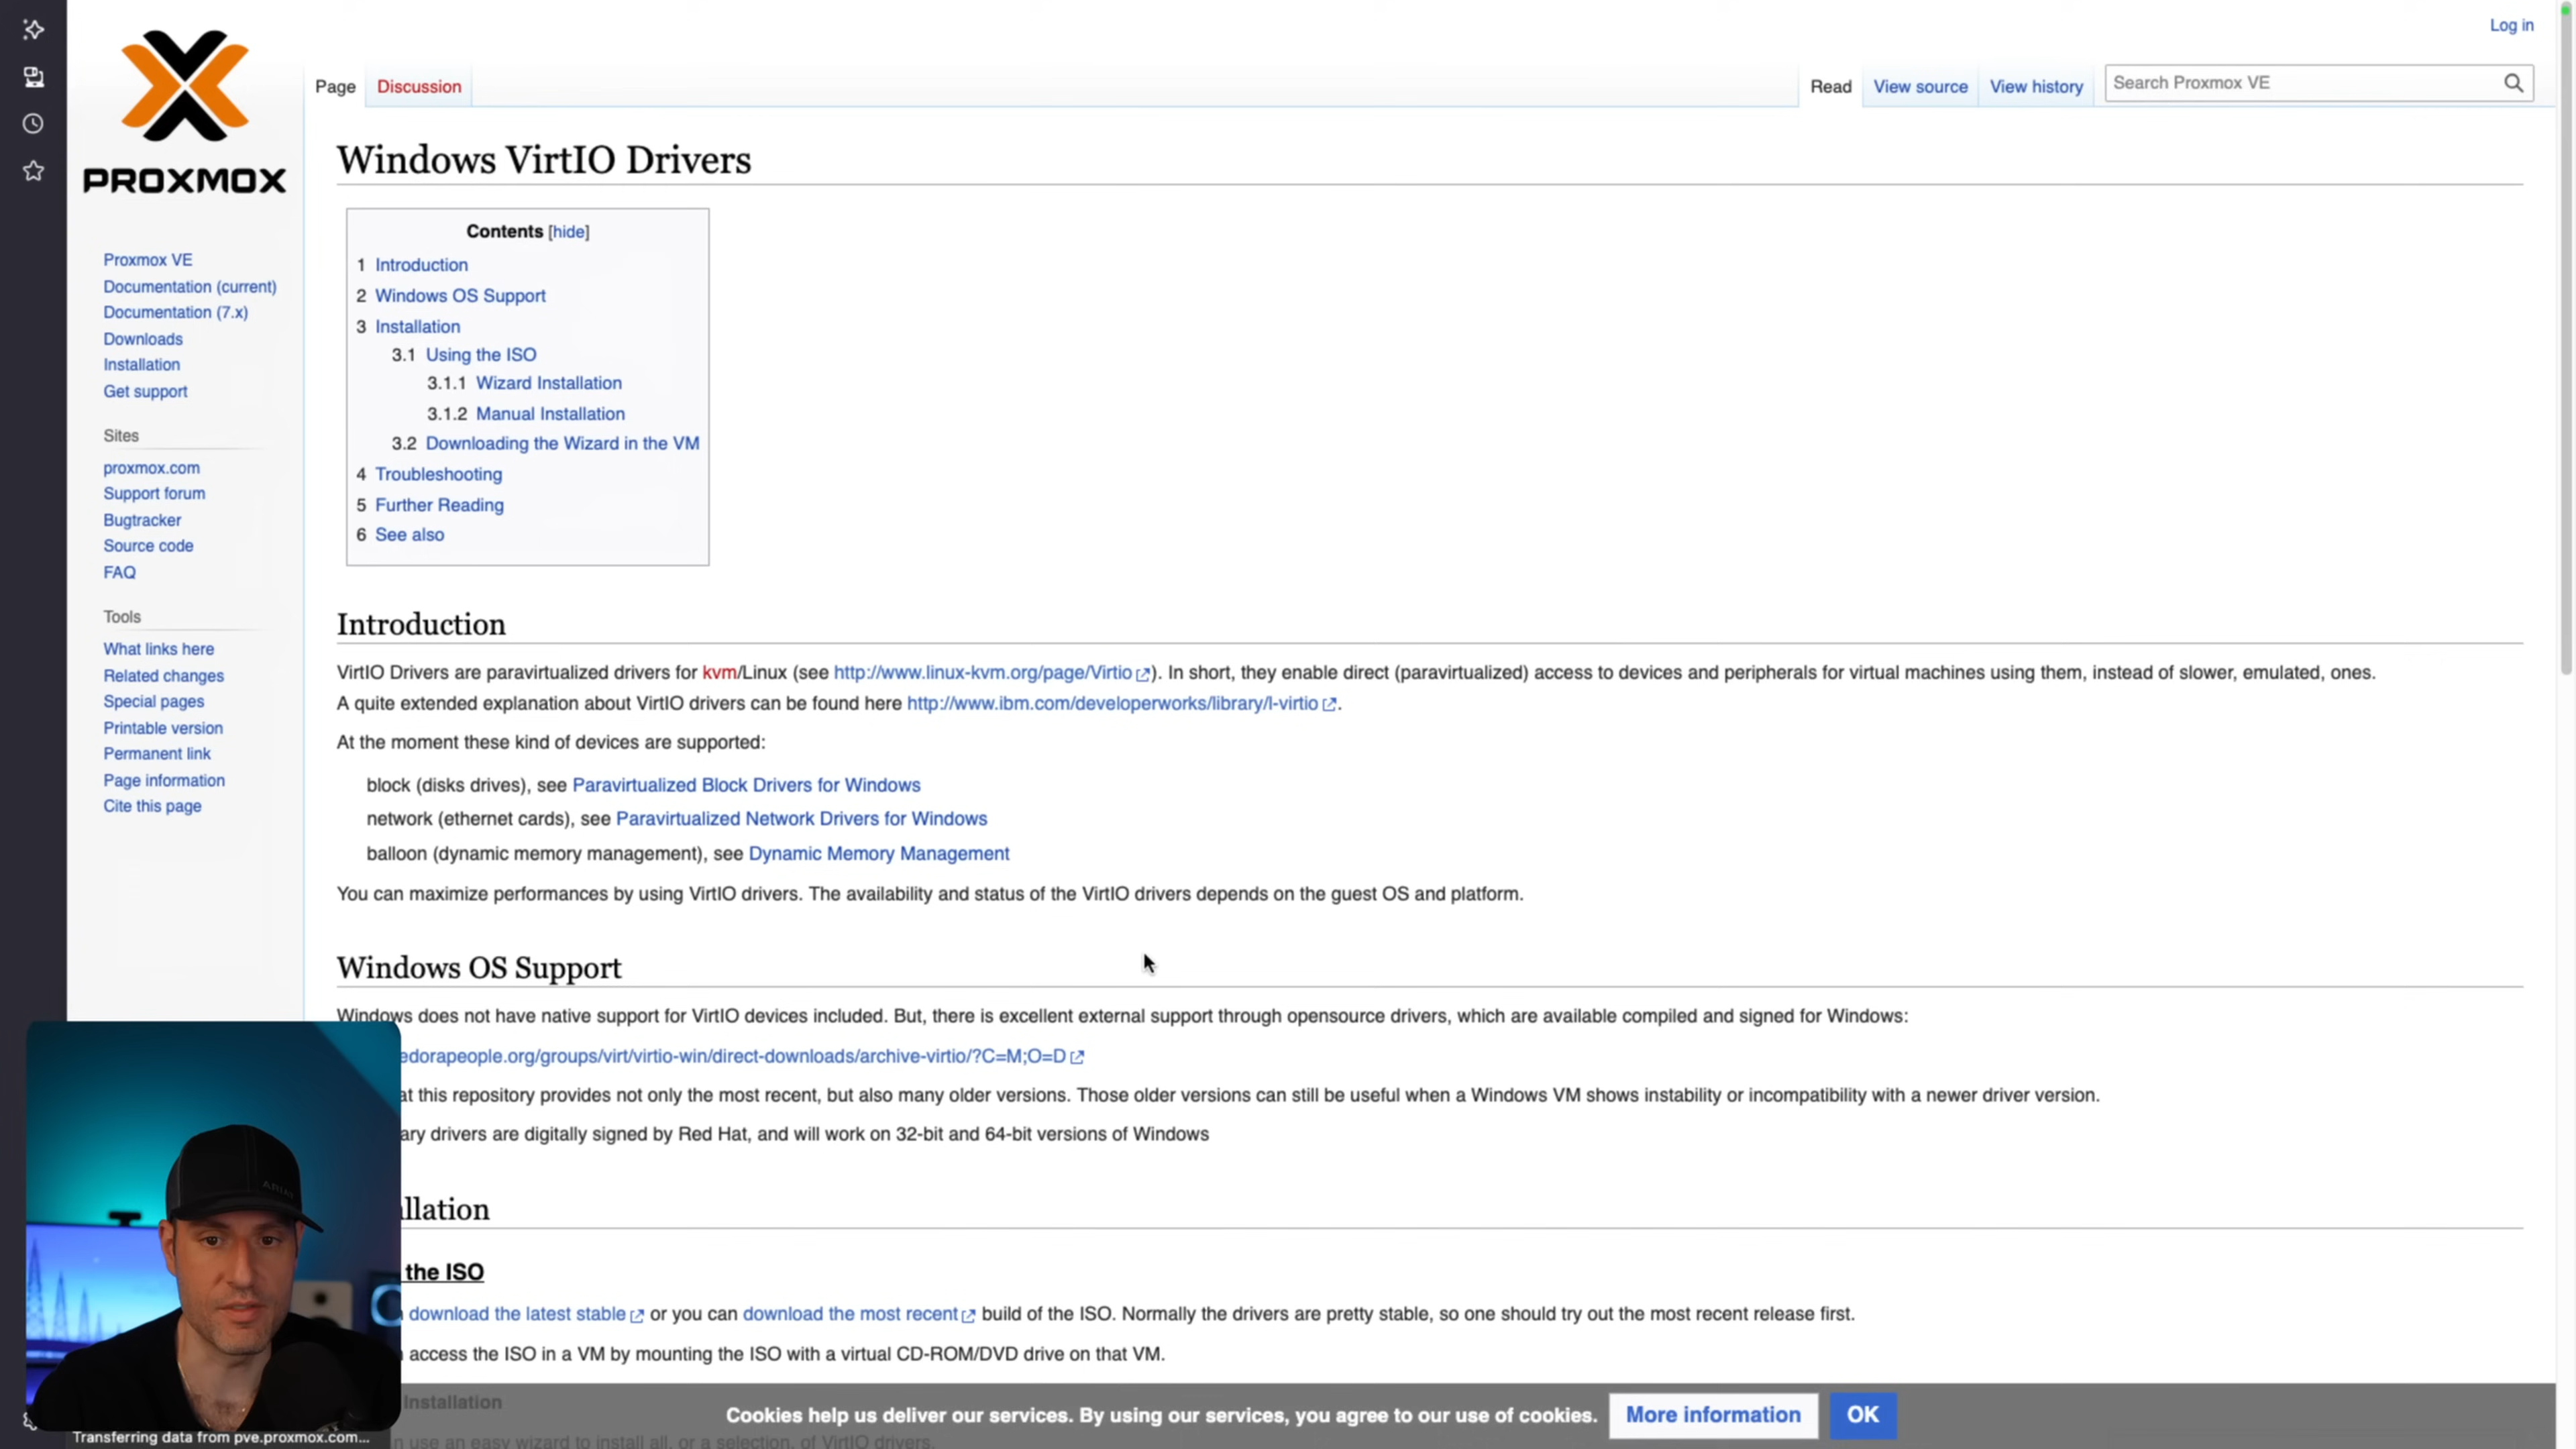 Log in
PROXMOX
Page
Discussion
Read
View source
View history
Search Proxmox VE
Windows VirtIO Drivers
Contents [hide]
1 Introduction
2 Windows OS Support
3 Installation
3.1 Using the ISO
3.1.1 Wizard Installation
3.1.2 Manual Installation
3.2 Downloading the Wizard in the VM
4 Troubleshooting
5 Further Reading
6 See also
Proxmox VE
Documentation (current)
Documentation (7.x)
Downloads
Installation
Get support
Sites
proxmox.com
Support forum
Bugtracker
Source code
FAQ
Tools
What links here
Related changes
Special pages
Printable version
Permanent link
Page information
Cite this page
Introduction
VirtIO Drivers are paravirtualized drivers for kvm/Linux (see http://www.linux-kvm.org/page/Virtio). In short, they enable direct (paravirtualized) access to devices and peripherals for virtual machines using them, instead of slower, emulated, ones.
A quite extended explanation about VirtIO drivers can be found here http://www.ibm.com/developerworks/library/l-virtio.
At the moment these kind of devices are supported:
block (disks drives), see Paravirtualized Block Drivers for Windows
network (ethernet cards), see Paravirtualized Network Drivers for Windows
balloon (dynamic memory management), see Dynamic Memory Management
You can maximize performances by using VirtIO drivers. The availability and status of the VirtIO drivers depends on the guest OS and platform.
Windows OS Support
Windows does not have native support for VirtIO devices included. But, there is excellent external support through opensource drivers, which are available compiled and signed for Windows:
edorapeople.org/groups/virt/virtio-win/direct-downloads/archive-virtio/?C=M;O=D
at this repository provides not only the most recent, but also many older versions. Those older versions can still be useful when a Windows VM shows instability or incompatibility with a newer driver version.
ary drivers are digitally signed by Red Hat, and will work on 32-bit and 64-bit versions of Windows
llation
the ISO
download the latest stable or you can download the most recent build of the ISO. Normally the drivers are pretty stable, so one should try out the most recent release first.
access the ISO in a VM by mounting the ISO with a virtual CD-ROM/DVD drive on that VM.
Installation
n use an easy wizard to install all, or a selection, of VirtIO drivers.
Cookies help us deliver our services. By using our services, you agree to our use of cookies.
More information
OK
ARIAT
Transferring data from pve.proxmox.com...